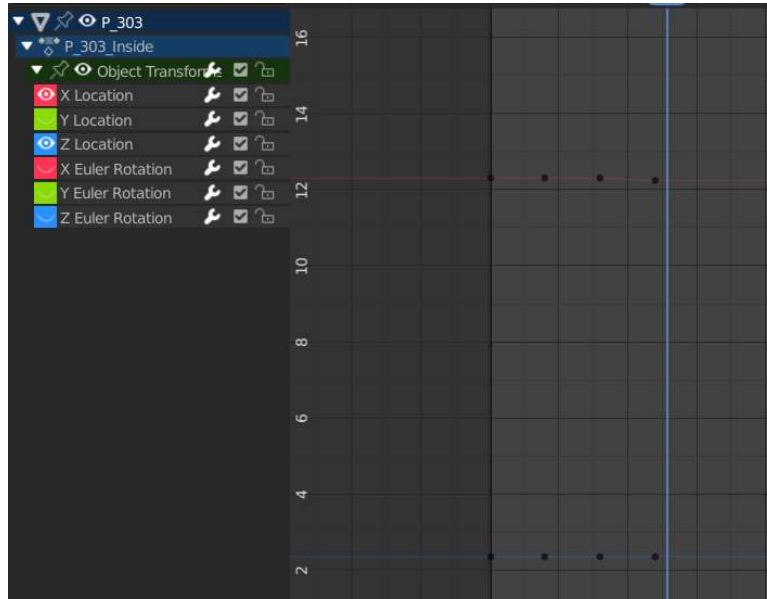 P_303
P_303_Inside
Object Transforms
X Location
Y Location
Z Location
X Euler Rotation
Y Euler Rotation
Z Euler Rotation
16
14
12
10
8
6
4
2